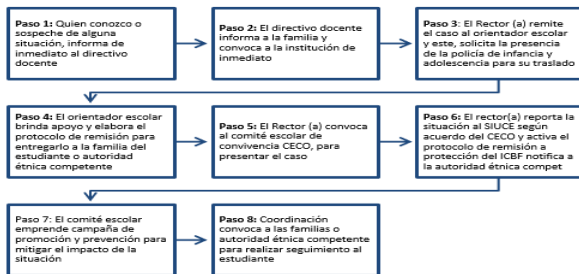 Paso 1: Quien conozco o
sospeche de alguna
situación, informa de
inmediato al directivo
docente
Paso 2: El directivo docente
informa a la familia y
convoca a la institución de
inmediato
Paso 3: El Rector (a) remite
el caso al orientador escolar
y este, solicita la presencia
de la policía de infancia y
adolescencia para su traslado
Paso 4: El orientador escolar
brinda apoyo y elabora el
protocolo de remisión para
entregarlo a la familia del
estudiante o autoridad
étnica competente
Paso 5: El Rector (a) convoca
al comité escolar de
convivencia CECO, para
presentar el caso
Paso 6: El rector(a) reporta la
situación al SIUCE según
acuerdo del CECO y activa el
protocolo de remisión a
protección del ICBF notifica a
la autoridad étnica compet
Paso 7: El comité escolar
emprende campaña de
promoción y prevención para
mitigar el impacto de la
situación
Paso 8: Coordinación
convoca a las familias o
autoridad étnica competente
para realizar seguimiento al
estudiante